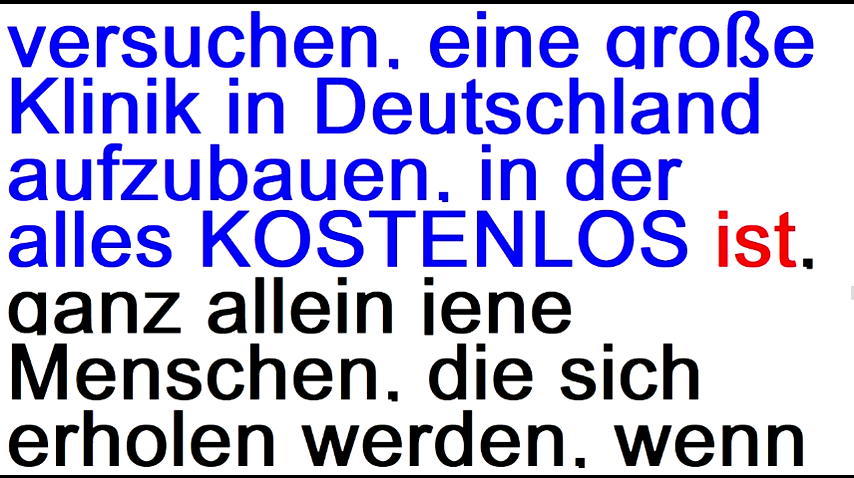 versuchen, eine große
Klinik in Deutschland
aufzubauen, in der
alles KOSTENLOS ist,
ganz allein jene
Menschen, die sich
erholen werden, wenn